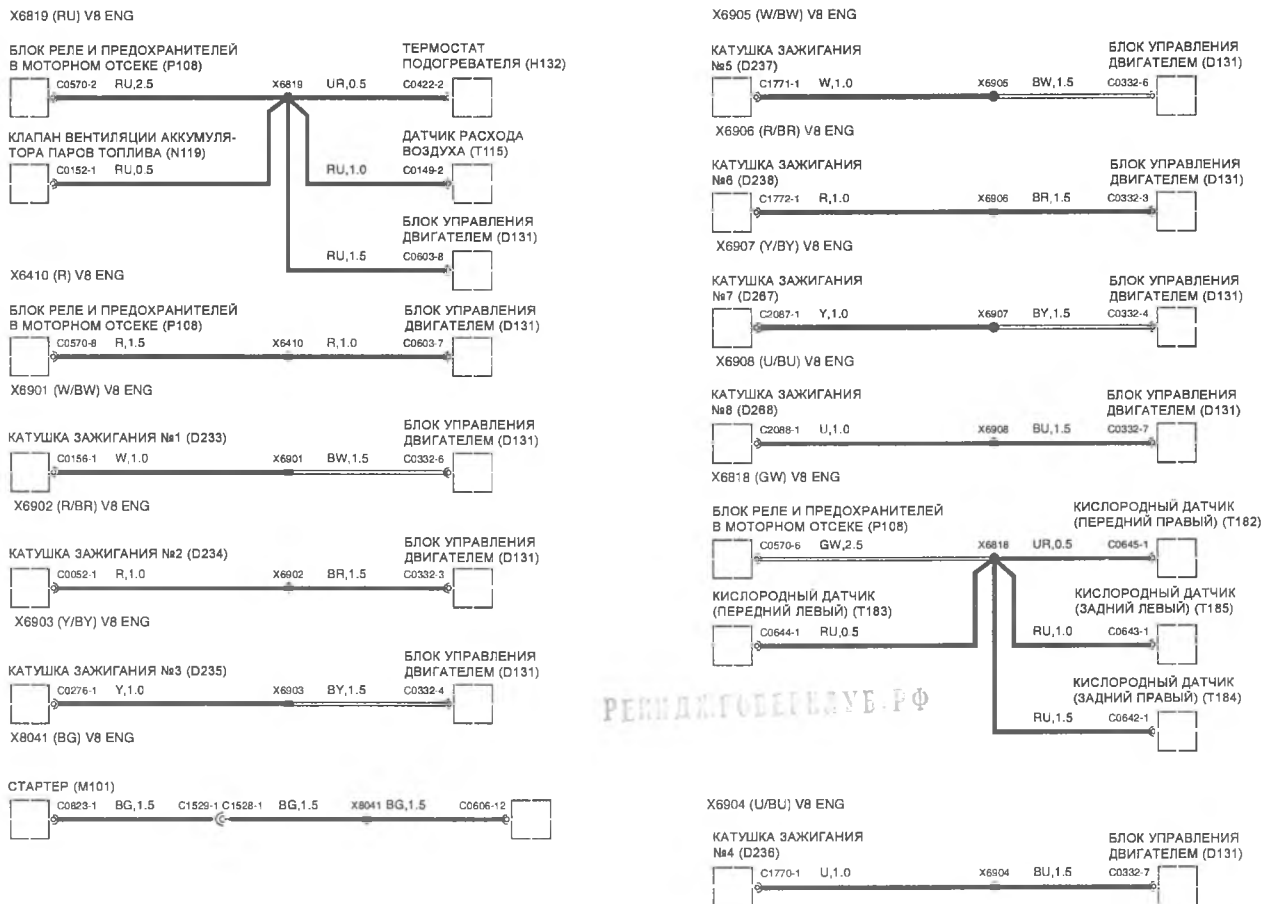 X6819 (RU) V8 ENG
БЛОК РЕЛЕ И ПРЕДОХРАНИТЕЛЕЙ
В МОТОРНОМ ОТСЕКЕ (P108)
ТЕРМОСТАТ
ПОДОГРЕВАТЕЛЯ (H132)
C0570-2 RU,2.5 X6819 UR,0.5 C0422-2
КЛАПАН ВЕНТИЛЯЦИИ АККУМУЛЯ-
ТОРА ПАРОВ ТОПЛИВА (N119)
ДАТЧИК РАСХОДА
ВОЗДУХА (T115)
C0152-1 RU,0.5 RU,1.0 C0149-2
БЛОК УПРАВЛЕНИЯ
ДВИГАТЕЛЕМ (D131)
RU,1.5 C0603-8
X6410 (R) V8 ENG
БЛОК РЕЛЕ И ПРЕДОХРАНИТЕЛЕЙ
В МОТОРНОМ ОТСЕКЕ (P108)
БЛОК УПРАВЛЕНИЯ
ДВИГАТЕЛЕМ (D131)
C0570-8 R,1.5 X6410 R,1.0 C0603-7
X6901 (W/BW) V8 ENG
КАТУШКА ЗАЖИГАНИЯ №1 (D233)
БЛОК УПРАВЛЕНИЯ
ДВИГАТЕЛЕМ (D131)
C0156-1 W,1.0 X6901 BW,1.5 C0332-6
X6902 (R/BR) V8 ENG
КАТУШКА ЗАЖИГАНИЯ №2 (D234)
БЛОК УПРАВЛЕНИЯ
ДВИГАТЕЛЕМ (D131)
C0052-1 R,1.0 X6902 BR,1.5 C0332-3
X6903 (Y/BY) V8 ENG
КАТУШКА ЗАЖИГАНИЯ №3 (D235)
БЛОК УПРАВЛЕНИЯ
ДВИГАТЕЛЕМ (D131)
C0276-1 Y,1.0 X6903 BY,1.5 C0332-4
X8041 (BG) V8 ENG
СТАРТЕР (M101)
C0823-1 BG,1.5 C1529-1 C1528-1 BG,1.5 X8041 BG,1.5 C0606-12
X6905 (W/BW) V8 ENG
КАТУШКА ЗАЖИГАНИЯ
№5 (D237)
БЛОК УПРАВЛЕНИЯ
ДВИГАТЕЛЕМ (D131)
C1771-1 W,1.0 X6905 BW,1.5 C0332-6
X6906 (R/BR) V8 ENG
КАТУШКА ЗАЖИГАНИЯ
№6 (D238)
БЛОК УПРАВЛЕНИЯ
ДВИГАТЕЛЕМ (D131)
C1772-1 R,1.0 X6906 BR,1.5 C0332-3
X6907 (Y/BY) V8 ENG
КАТУШКА ЗАЖИГАНИЯ
№7 (D267)
БЛОК УПРАВЛЕНИЯ
ДВИГАТЕЛЕМ (D131)
C2087-1 Y,1.0 X6907 BY,1.5 C0332-4
X6908 (U/BU) V8 ENG
КАТУШКА ЗАЖИГАНИЯ
№8 (D268)
БЛОК УПРАВЛЕНИЯ
ДВИГАТЕЛЕМ (D131)
C2088-1 U,1.0 X6908 BU,1.5 C0332-7
X6818 (GW) V8 ENG
БЛОК РЕЛЕ И ПРЕДОХРАНИТЕЛЕЙ
В МОТОРНОМ ОТСЕКЕ (P108)
КИСЛОРОДНЫЙ ДАТЧИК
(ПЕРЕДНИЙ ПРАВЫЙ) (T182)
C0570-6 GW,2.5 X6818 UR,0.5 C0645-1
КИСЛОРОДНЫЙ ДАТЧИК
(ПЕРЕДНИЙ ЛЕВЫЙ) (T183)
КИСЛОРОДНЫЙ ДАТЧИК
(ЗАДНИЙ ЛЕВЫЙ) (T185)
C0644-1 RU,0.5 RU,1.0 C0643-1
КИСЛОРОДНЫЙ ДАТЧИК
(ЗАДНИЙ ПРАВЫЙ) (T184)
RU,1.5 C0642-1
X6904 (U/BU) V8 ENG
КАТУШКА ЗАЖИГАНИЯ
№4 (D236)
БЛОК УПРАВЛЕНИЯ
ДВИГАТЕЛЕМ (D131)
C1770-1 U,1.0 X6904 BU,1.5 C0332-7